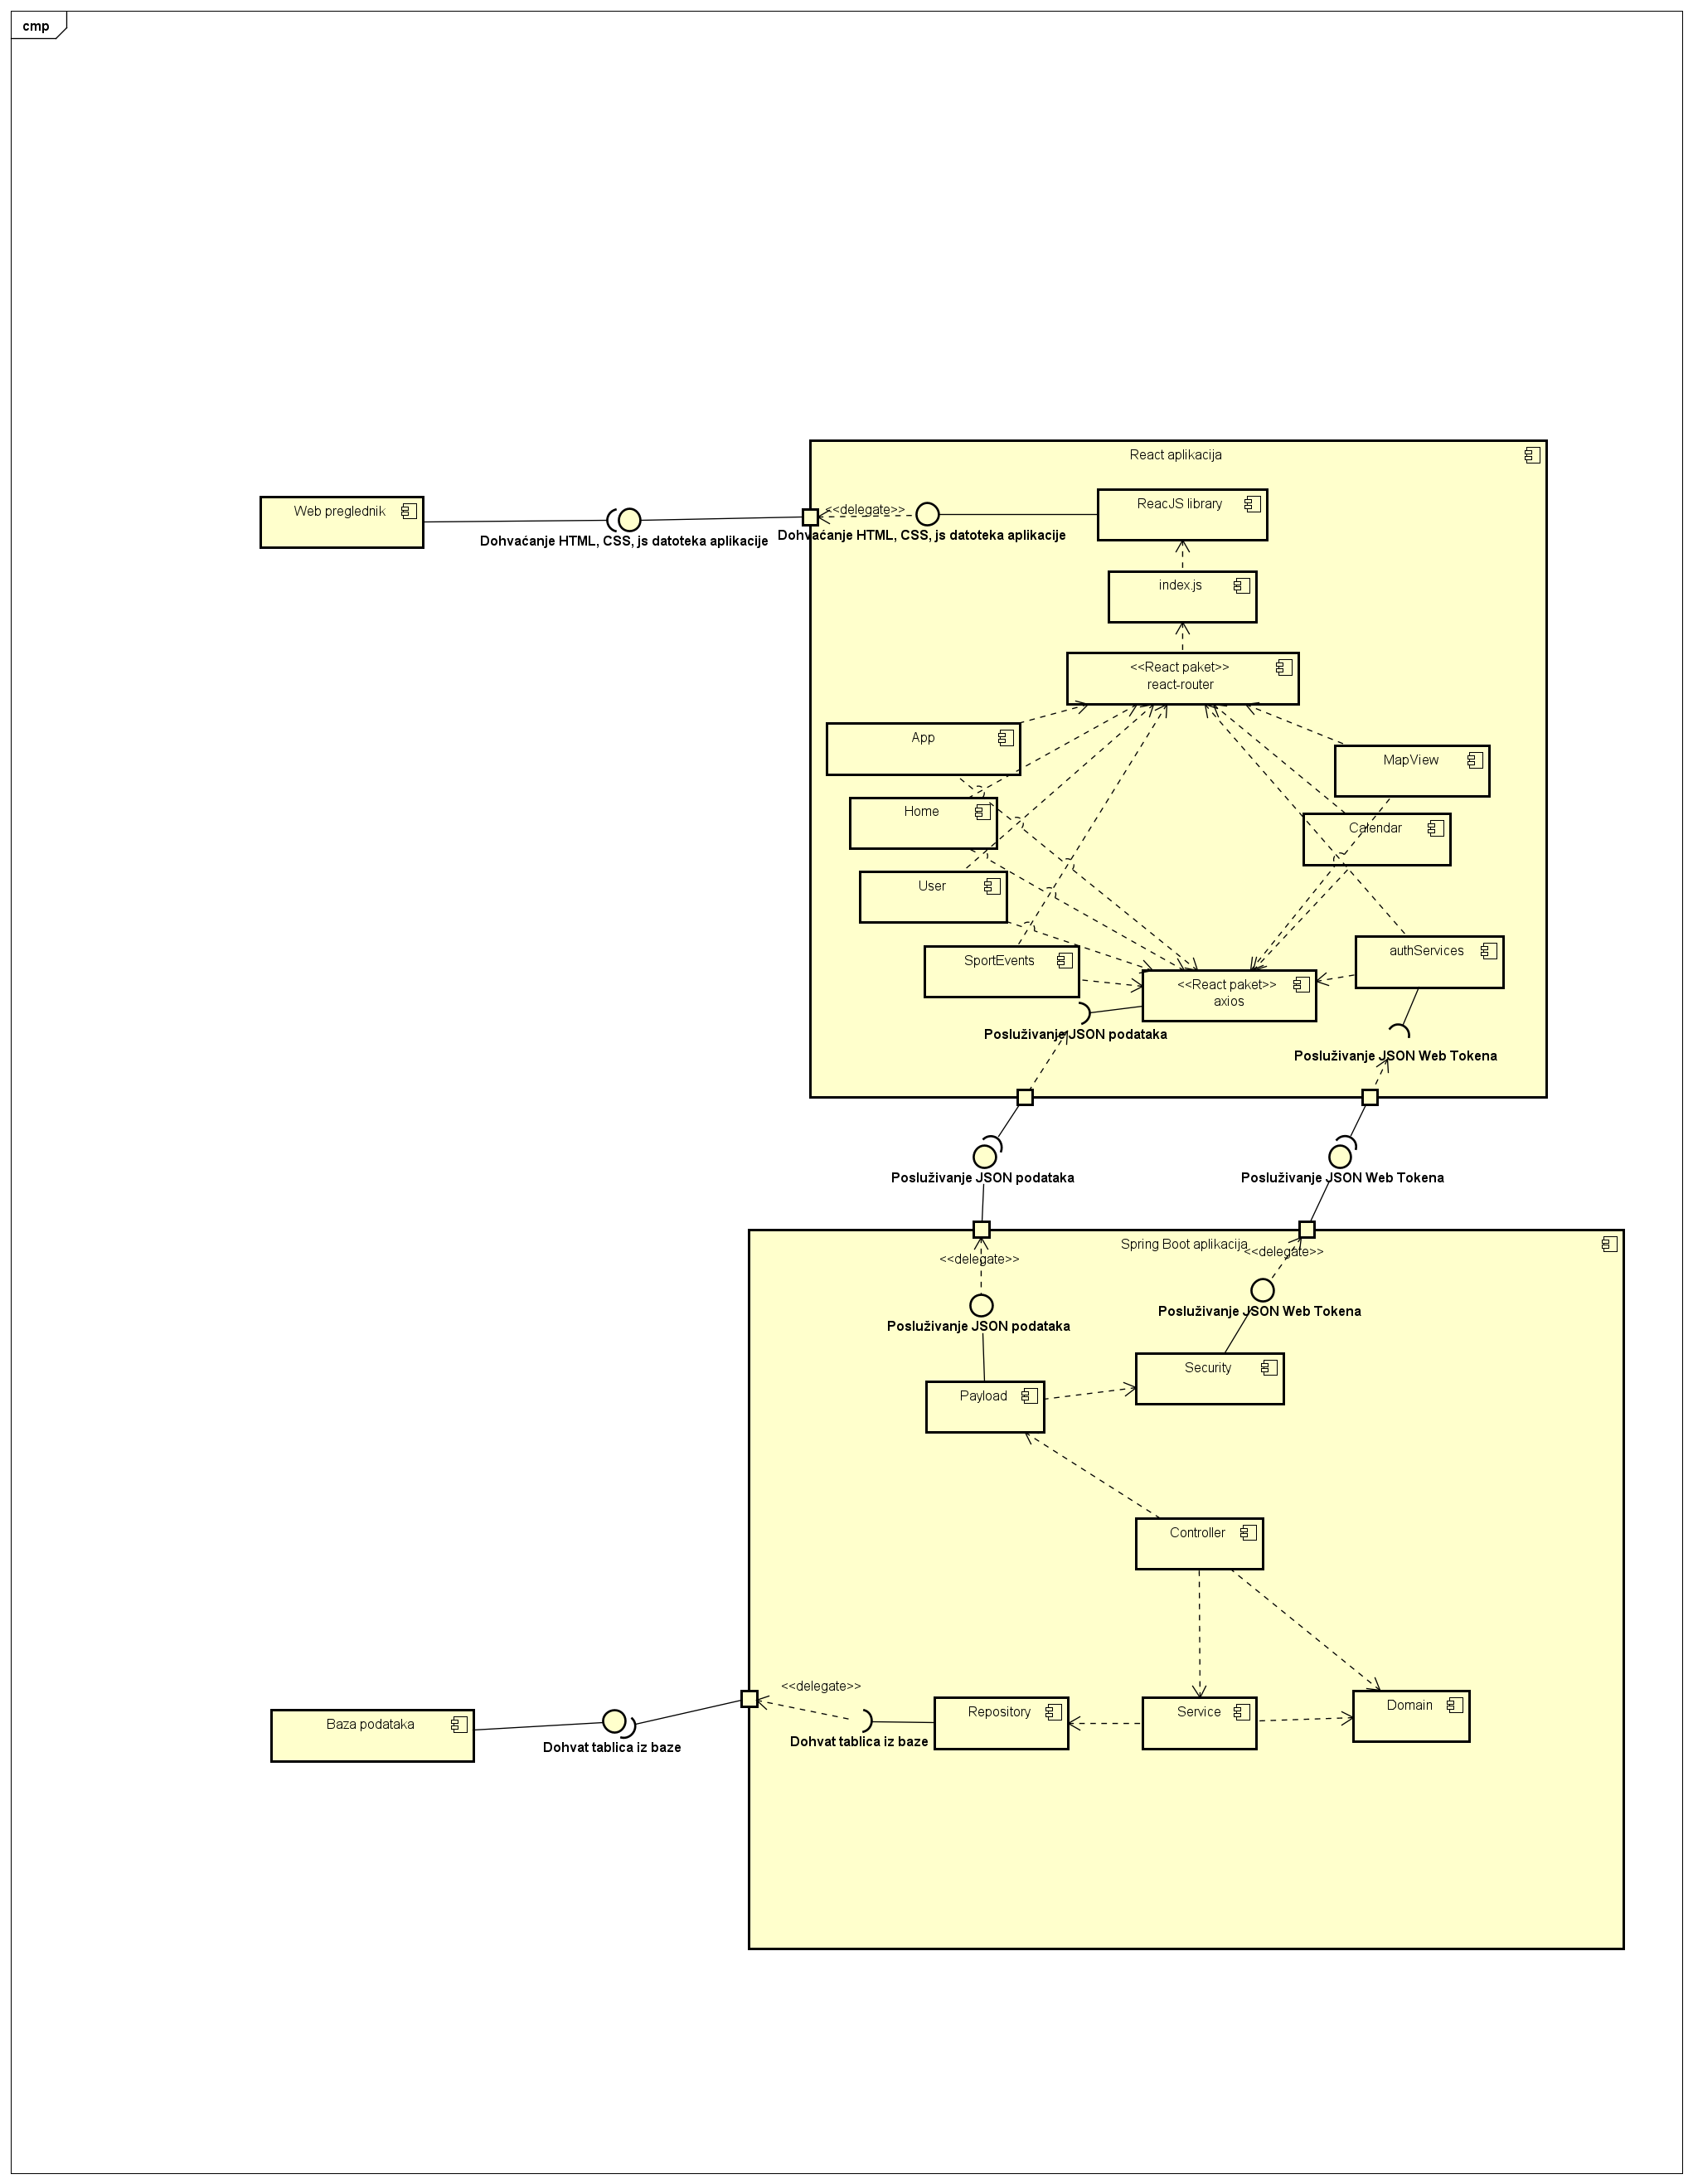 cmp
React aplikacija
ReacJS library
Web preglednik
<<delegate>>
Dohvaćanje HTML, CSS, js datoteka aplikacije
Dohvaćanje HTML, CSS, js datoteka aplikacije
index.js
<<React paket>>
react-router
App
MapView
Home
Calendar
User
SportEvents
authServices
<<React paket>>
axios
Posluživanje JSON podataka
Posluživanje JSON Web Tokena
Posluživanje JSON podataka
Posluživanje JSON Web Tokena
Spring Boot aplikacija
<<delegate>>
<<delegate>>
Posluživanje JSON Web Tokena
Posluživanje JSON podataka
Security
Payload
Controller
<<delegate>>
Domain
Repository
Service
Baza podataka
Dohvat tablica iz baze
Dohvat tablica iz baze